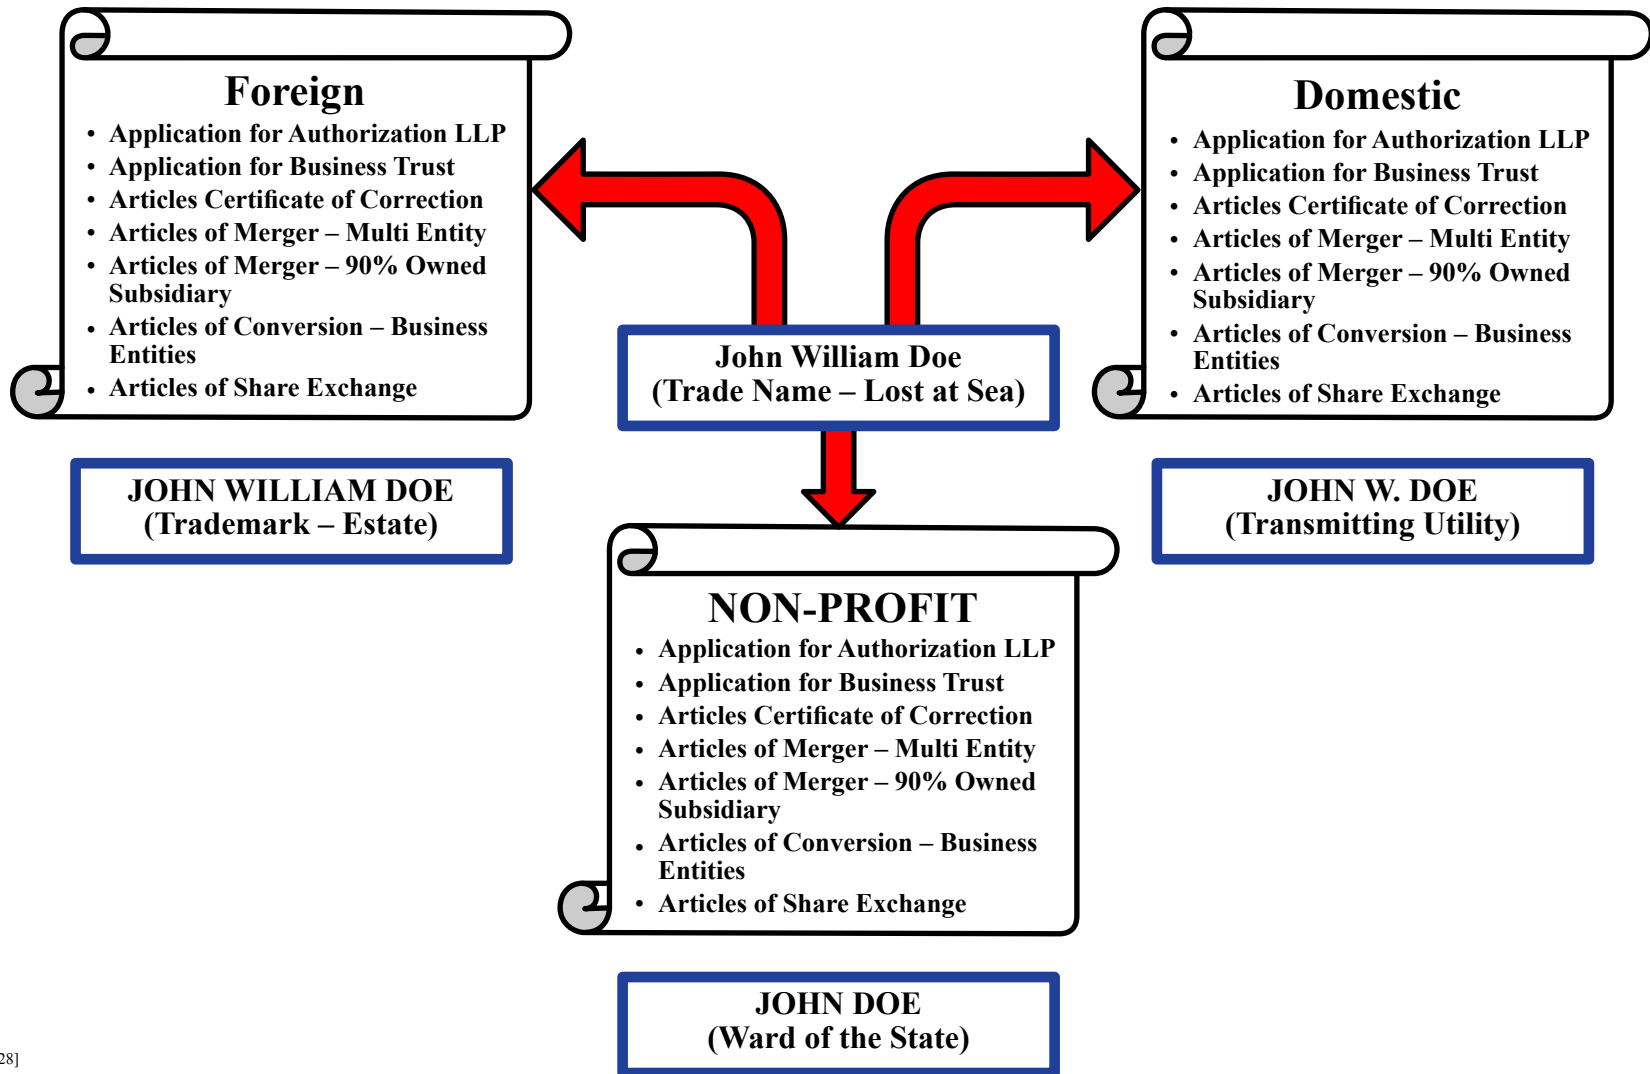 Foreign
• Application for Authorization LLP
• Application for Business Trust
• Articles Certificate of Correction
• Articles of Merger – Multi Entity
• Articles of Merger – 90% Owned
Subsidiary
• Articles of Conversion – Business
Entities
• Articles of Share Exchange
JOHN WILLIAM DOE
(Trademark – Estate)
John William Doe
(Trade Name – Lost at Sea)
Domestic
• Application for Authorization LLP
• Application for Business Trust
• Articles Certificate of Correction
• Articles of Merger – Multi Entity
• Articles of Merger – 90% Owned
Subsidiary
• Articles of Conversion – Business
Entities
• Articles of Share Exchange
JOHN W. DOE
(Transmitting Utility)
NON-PROFIT
• Application for Authorization LLP
• Application for Business Trust
• Articles Certificate of Correction
• Articles of Merger – Multi Entity
• Articles of Merger – 90% Owned
Subsidiary
• Articles of Conversion – Business
Entities
• Articles of Share Exchange
JOHN DOE
(Ward of the State)
28]